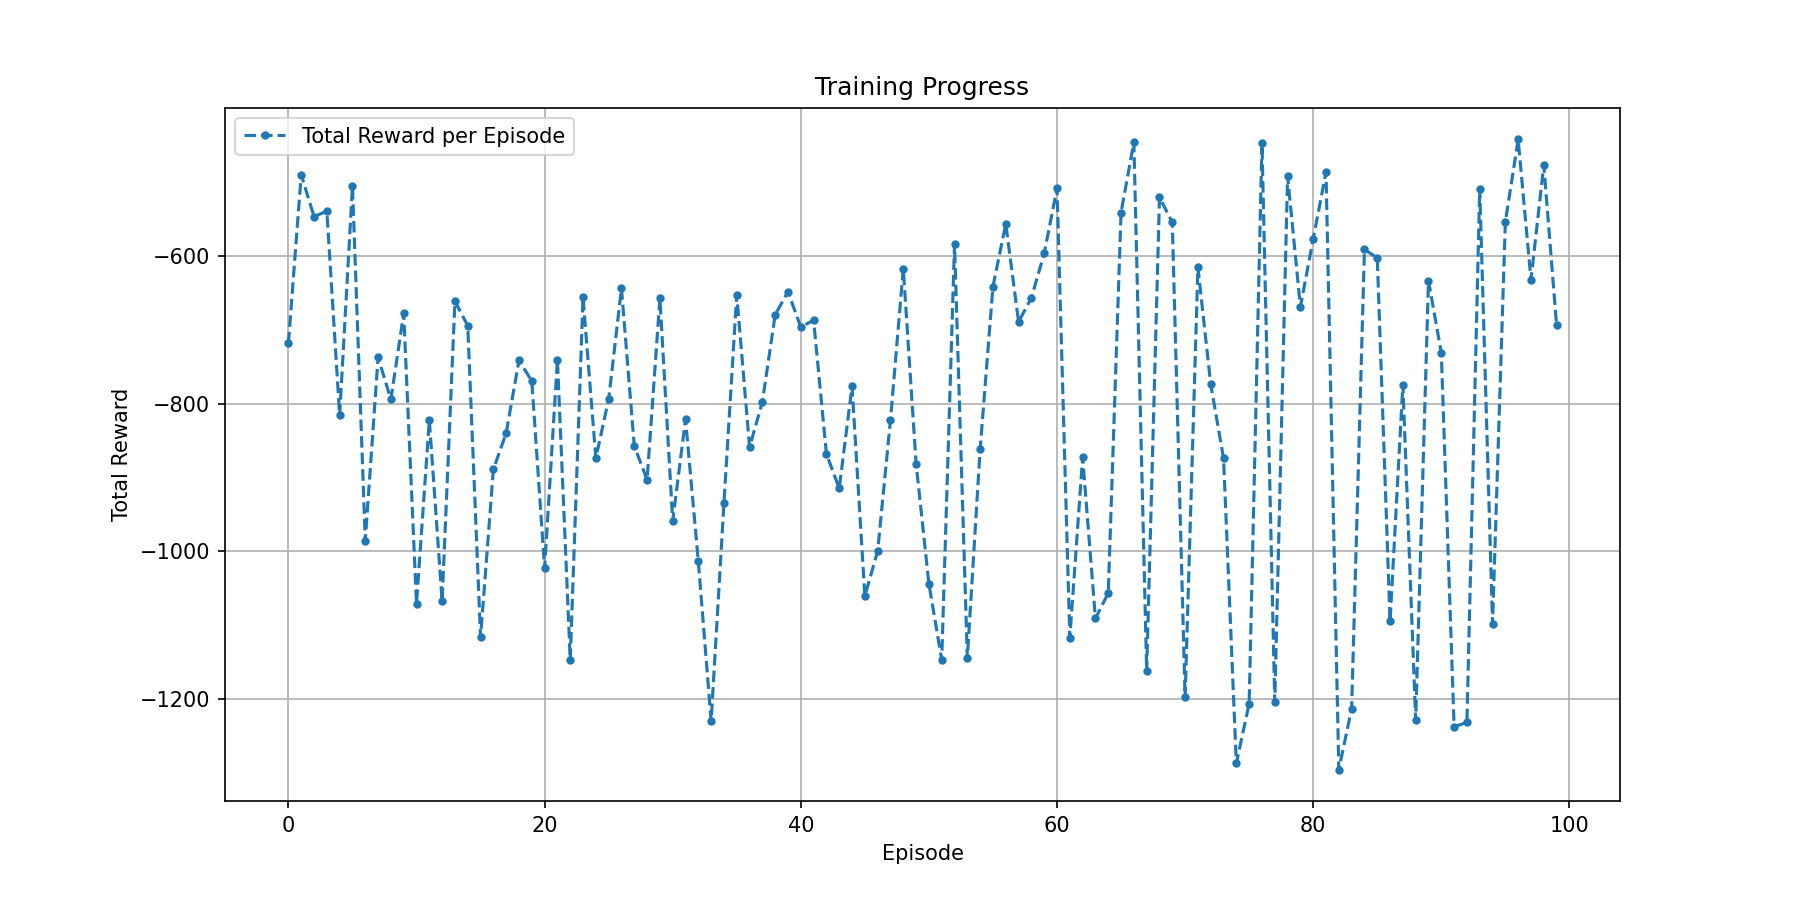 Training Progress
Total Reward per Episode
Total Reward
−600
−800
−1000
−1200
0 20 40 60 80 100
Episode